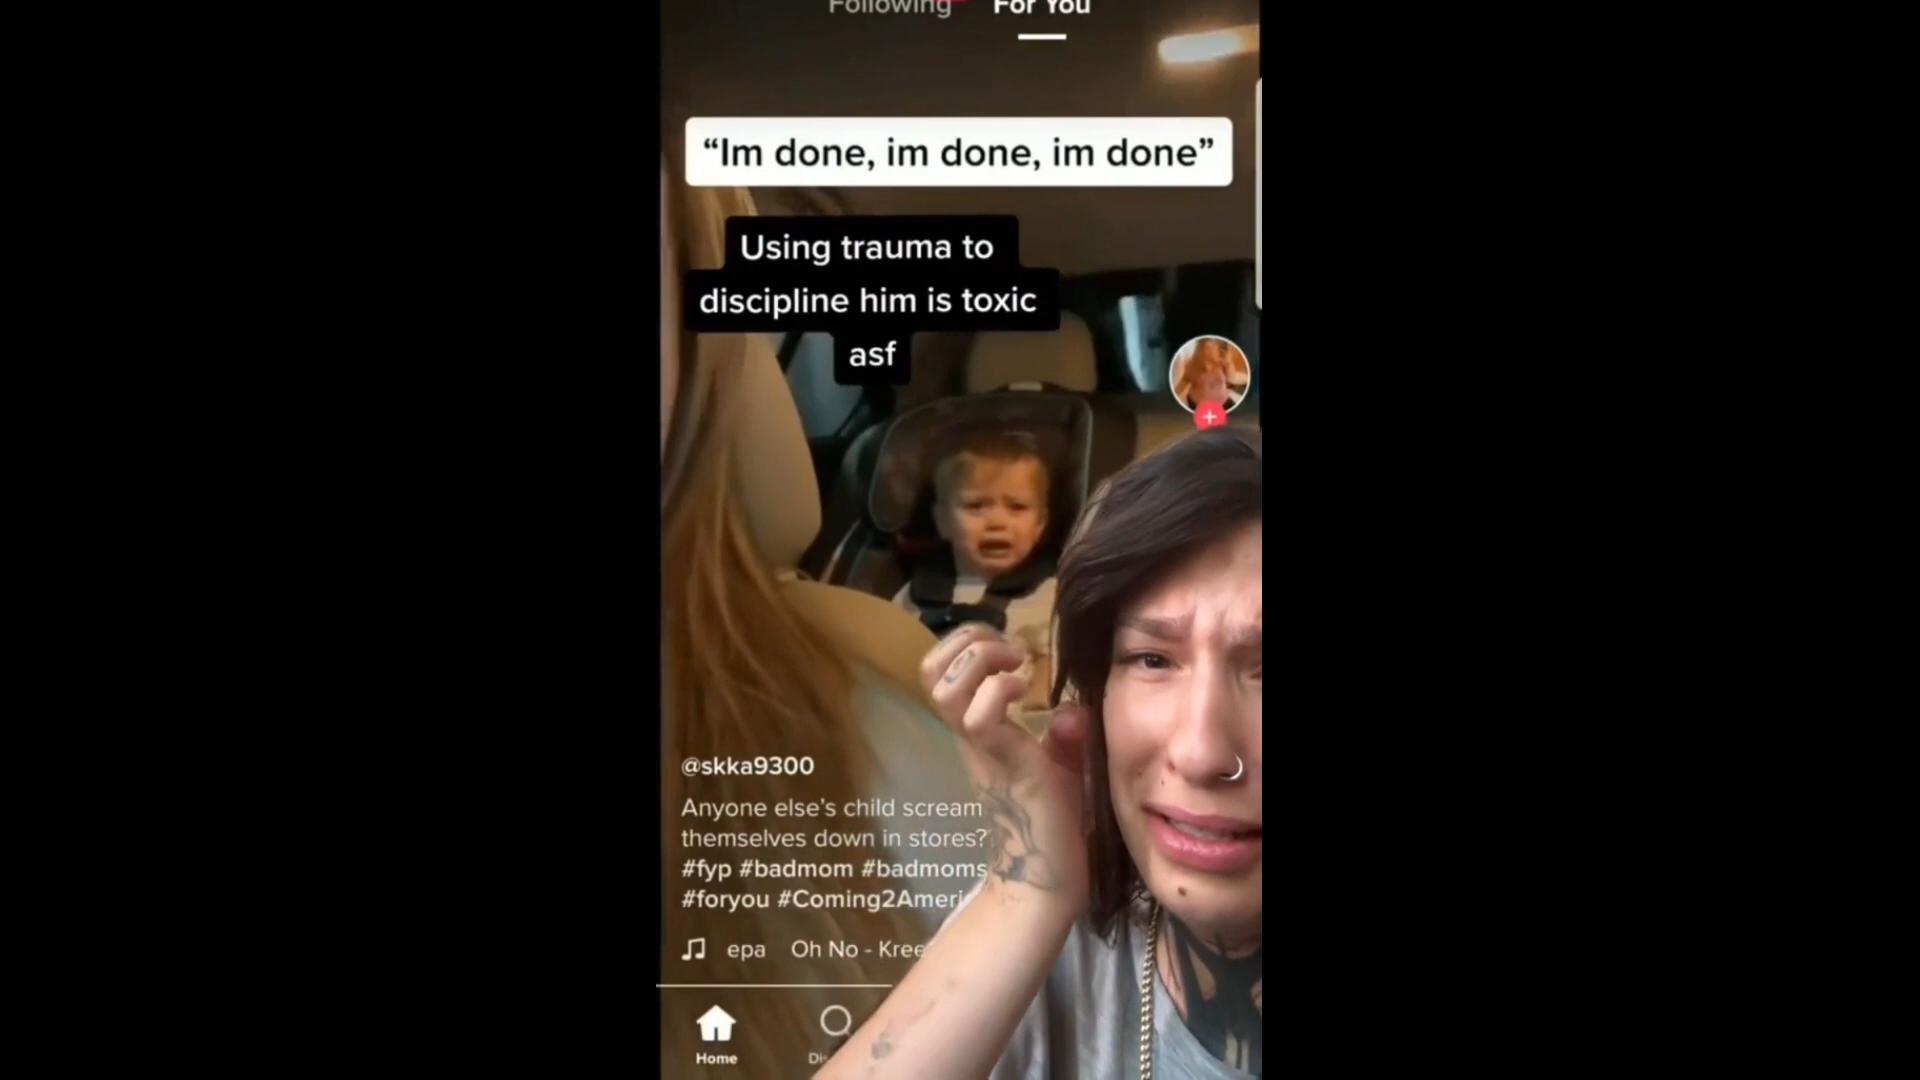 Following
For You
“Im done, im done, im done”
Using trauma to
discipline him is toxic
asf
@skka9300
Anyone else's child scream
themselves down in stores?
#fyp #badmom #badmoms
#foryou #Coming2Ameri
epa Oh No - Kree
Home